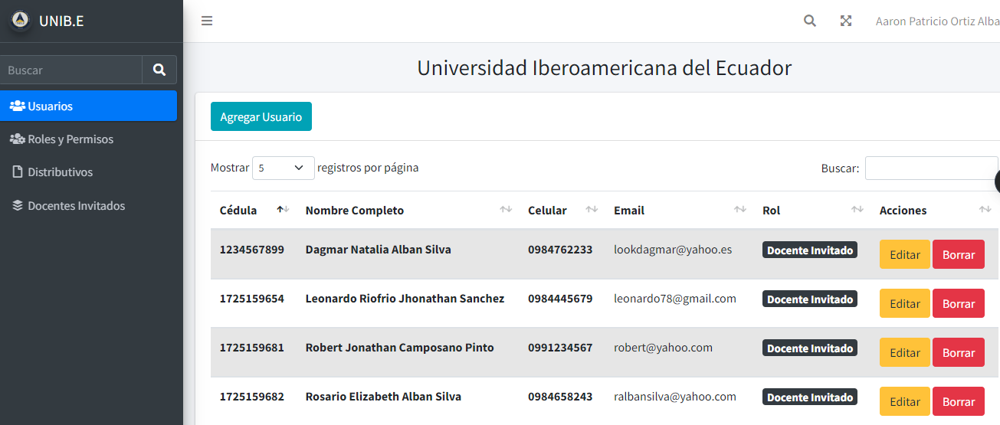 UNIB.E
Aaron Patricio Ortiz Alba
Buscar
Usuarios
Roles y Permisos
Distributivos
Docentes Invitados
Universidad Iberoamericana del Ecuador
Agregar Usuario
Mostrar 5 registros por página
Buscar:
Cédula Nombre Completo Celular Email Rol Acciones
1234567899 Dagmar Natalia Alban Silva 0984762233 lookdagmar@yahoo.es Docente Invitado Editar Borrar
1725159654 Leonardo Riofrio Jhonathan Sanchez 0984445679 leonardo78@gmail.com Docente Invitado Editar Borrar
1725159681 Robert Jonathan Camposano Pinto 0991234567 robert@yahoo.com Docente Invitado Editar Borrar
1725159682 Rosario Elizabeth Alban Silva 0984658243 ralbansilva@yahoo.com Docente Invitado Editar Borrar